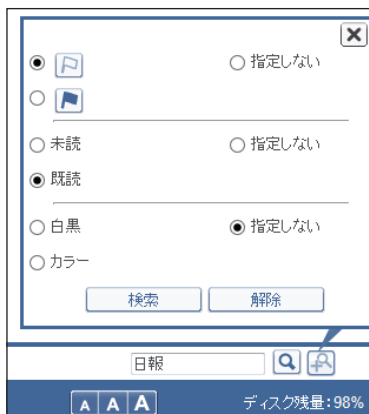 指定しない
未読 指定しない
既読
白黒 指定しない
カラー
検索 解除
日報
A A A ディスク残量:98%